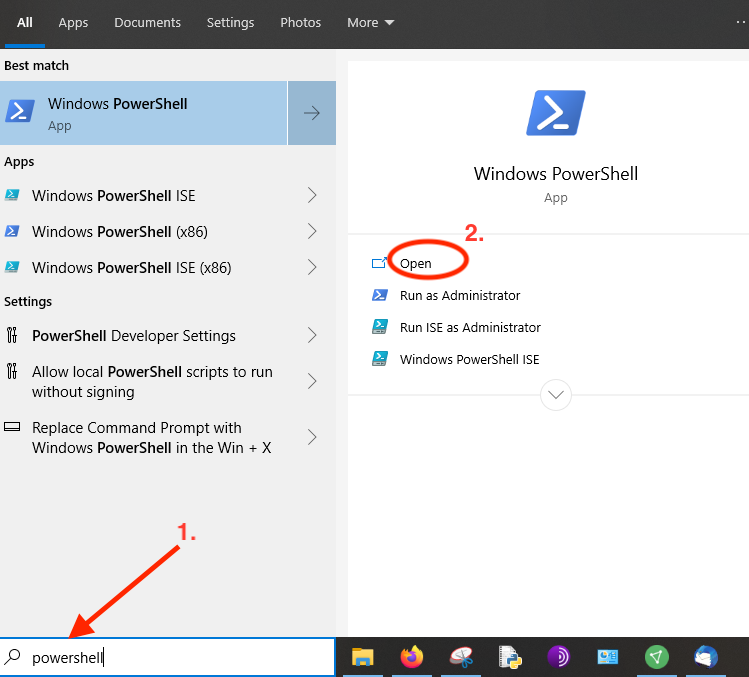 All Apps Documents Settings Photos More
Best match
Windows PowerShell
App
Apps
Windows PowerShell ISE
Windows PowerShell (x86)
Windows PowerShell ISE (x86)
Settings
PowerShell Developer Settings
Allow local PowerShell scripts to run
without signing
Replace Command Prompt with
Windows PowerShell in the Win + X
1.
powershell
Windows PowerShell
App
2.
Open
Run as Administrator
Run ISE as Administrator
Windows PowerShell ISE